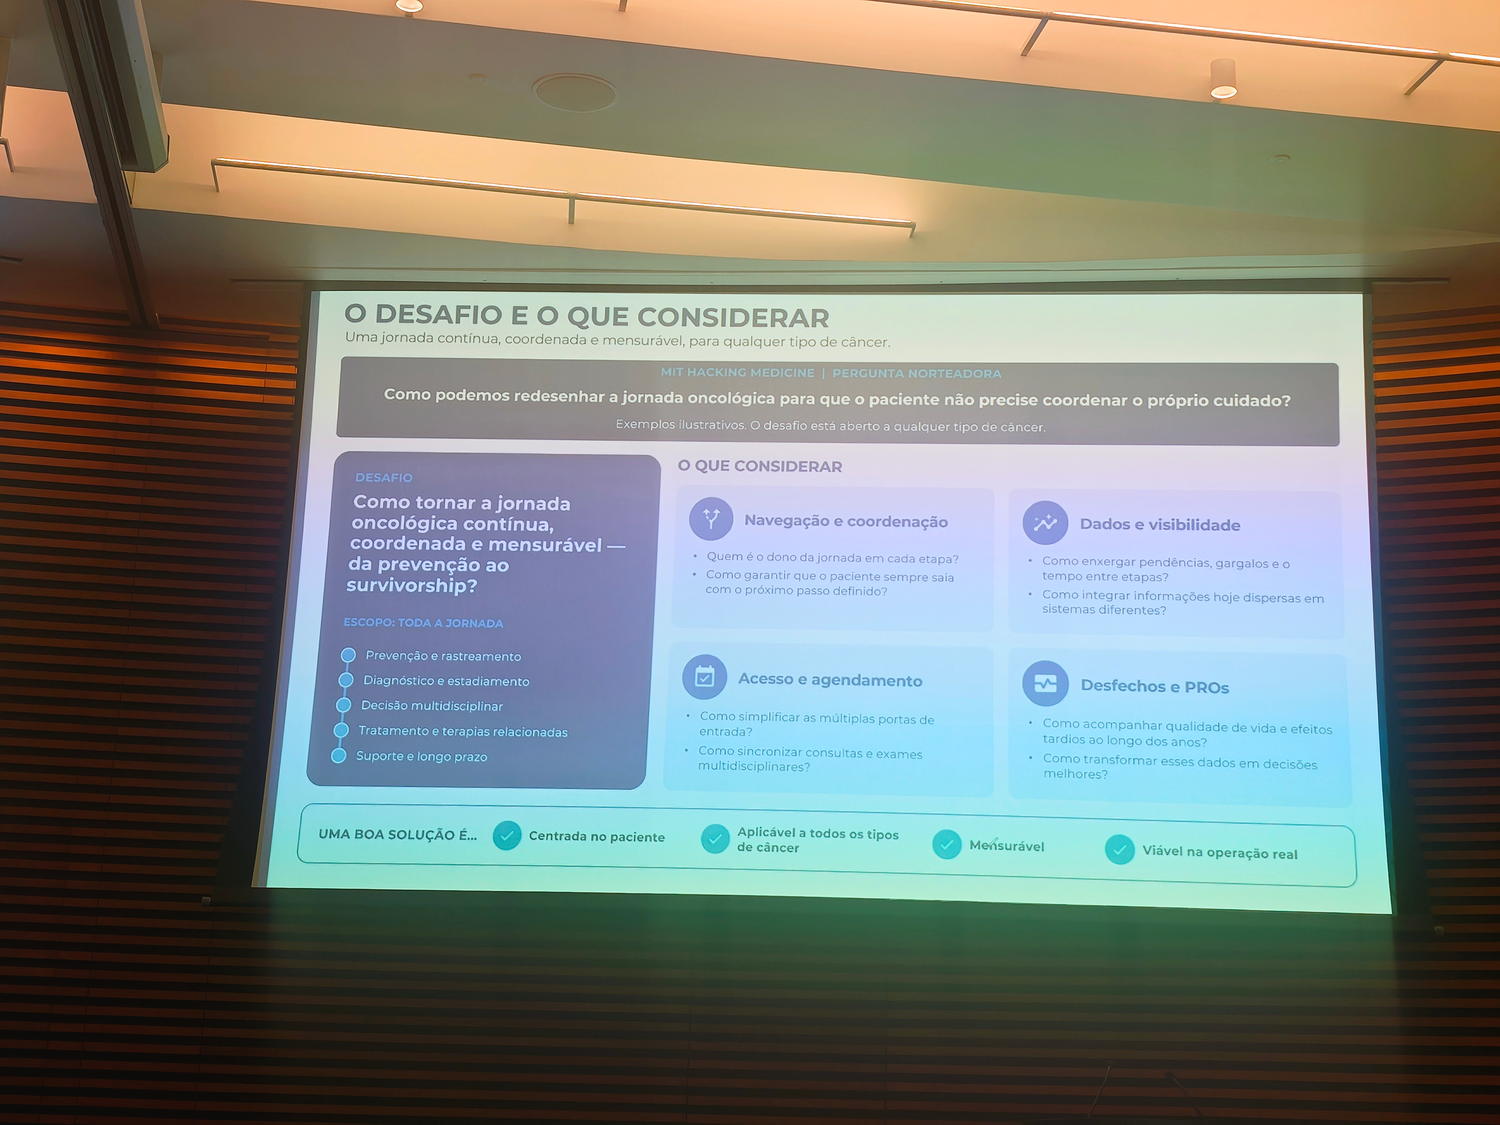 O DESAFIO E O QUE CONSIDERAR
Uma jornada contínua, coordenada e mensurável, para qualquer tipo de câncer.
MIT HACKING MEDICINE | PERGUNTA NORTEADORA
Como podemos redesenhar a jornada oncológica para que o paciente não precise coordenar o próprio cuidado?
Exemplos ilustrativos. O desafio está aberto a qualquer tipo de câncer.
DESAFIO
Como tornar a jornada
oncológica contínua,
coordenada e mensurável —
da prevenção ao
survivorship?
ESCOPO: TODA A JORNADA
Prevenção e rastreamento
Diagnóstico e estadiamento
Decisão multidisciplinar
Tratamento e terapias relacionadas
Suporte e longo prazo
O QUE CONSIDERAR
Navegação e coordenação
• Quem é o dono da jornada em cada etapa?
• Como garantir que o paciente sempre saia
com o próximo passo definido?
Dados e visibilidade
• Como enxergar pendências, gargalos e o
tempo entre etapas?
• Como integrar informações hoje dispersas em
sistemas diferentes?
Acesso e agendamento
• Como simplificar as múltiplas portas de
entrada?
• Como sincronizar consultas e exames
multidisciplinares?
Desfechos e PROs
• Como acompanhar qualidade de vida e efeitos
tardios ao longo dos anos?
• Como transformar esses dados em decisões
melhores?
UMA BOA SOLUÇÃO É...
Centrada no paciente
Aplicável a todos os tipos
de câncer
Mensurável
Viável na operação real